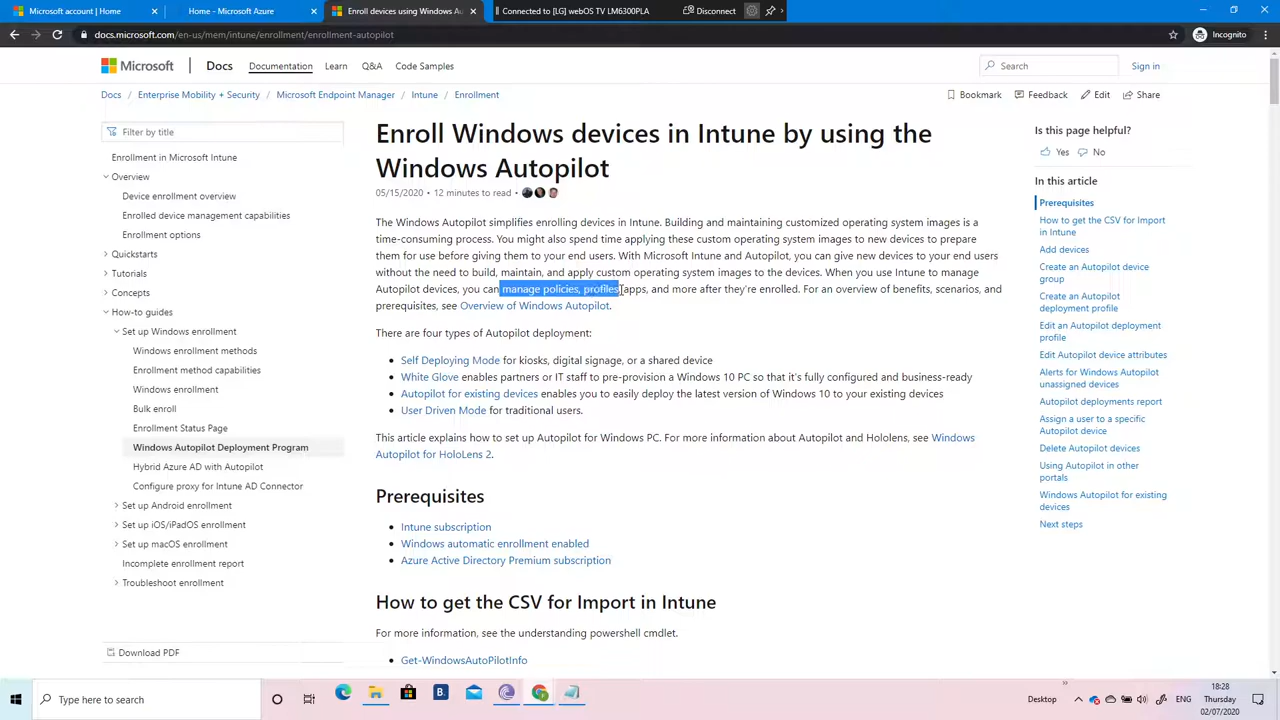 Microsoft account | Home
Home - Microsoft Azure
Enroll devices using Windows Au
Connected to [LG] webOS TV LM6300PLA
Disconnect
docs.microsoft.com/en-us/mem/intune/enrollment/enrollment-autopilot
Incognito
Microsoft
Docs
Documentation
Learn
Q&A
Code Samples
Search
Sign in
Docs
Enterprise Mobility + Security
Microsoft Endpoint Manager
Intune
Enrollment
Bookmark
Feedback
Edit
Share
Filter by title
Enrollment in Microsoft Intune
Overview
Device enrollment overview
Enrolled device management capabilities
Enrollment options
Quickstarts
Tutorials
Concepts
How-to guides
Set up Windows enrollment
Windows enrollment methods
Enrollment method capabilities
Windows enrollment
Bulk enroll
Enrollment Status Page
Windows Autopilot Deployment Program
Hybrid Azure AD with Autopilot
Configure proxy for Intune AD Connector
Set up Android enrollment
Set up iOS/iPadOS enrollment
Set up macOS enrollment
Incomplete enrollment report
Troubleshoot enrollment
Download PDF
Enroll Windows devices in Intune by using the
Windows Autopilot
05/15/2020 • 12 minutes to read •
The Windows Autopilot simplifies enrolling devices in Intune. Building and maintaining customized operating system images is a
time-consuming process. You might also spend time applying these custom operating system images to new devices to prepare
them for use before giving them to your end users. With Microsoft Intune and Autopilot, you can give new devices to your end users
without the need to build, maintain, and apply custom operating system images to the devices. When you use Intune to manage
Autopilot devices, you can manage policies, profiles, apps, and more after they're enrolled. For an overview of benefits, scenarios, and
prerequisites, see Overview of Windows Autopilot.
There are four types of Autopilot deployment:
• Self Deploying Mode for kiosks, digital signage, or a shared device
• White Glove enables partners or IT staff to pre-provision a Windows 10 PC so that it's fully configured and business-ready
• Autopilot for existing devices enables you to easily deploy the latest version of Windows 10 to your existing devices
• User Driven Mode for traditional users.
This article explains how to set up Autopilot for Windows PC. For more information about Autopilot and Hololens, see Windows
Autopilot for HoloLens 2.
Prerequisites
• Intune subscription
• Windows automatic enrollment enabled
• Azure Active Directory Premium subscription
How to get the CSV for Import in Intune
For more information, see the understanding powershell cmdlet.
• Get-WindowsAutoPilotInfo
Is this page helpful?
Yes
No
In this article
Prerequisites
How to get the CSV for Import
in Intune
Add devices
Create an Autopilot device
group
Create an Autopilot
deployment profile
Edit an Autopilot deployment
profile
Edit Autopilot device attributes
Alerts for Windows Autopilot
unassigned devices
Autopilot deployments report
Assign a user to a specific
Autopilot device
Delete Autopilot devices
Using Autopilot in other
portals
Windows Autopilot for existing
devices
Next steps
Type here to search
B.
Desktop
ENG
18:28
Thursday
02/07/2020